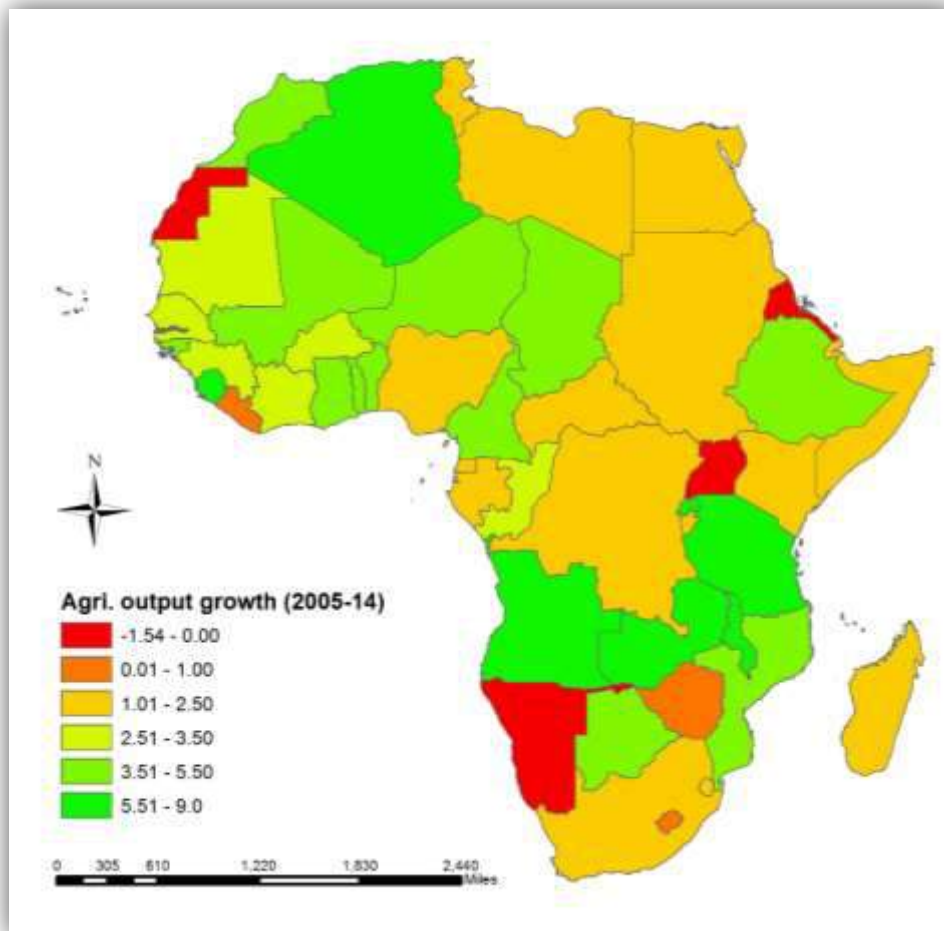 N
Agri. output growth (2005-14)
-1.54 - 0.00
0.01 - 1.00
1.01 - 2.50
2.51 - 3.50
3.51 - 5.50
5.51 - 9.0
0 305 610 1,220 1,830 2,440
Miles